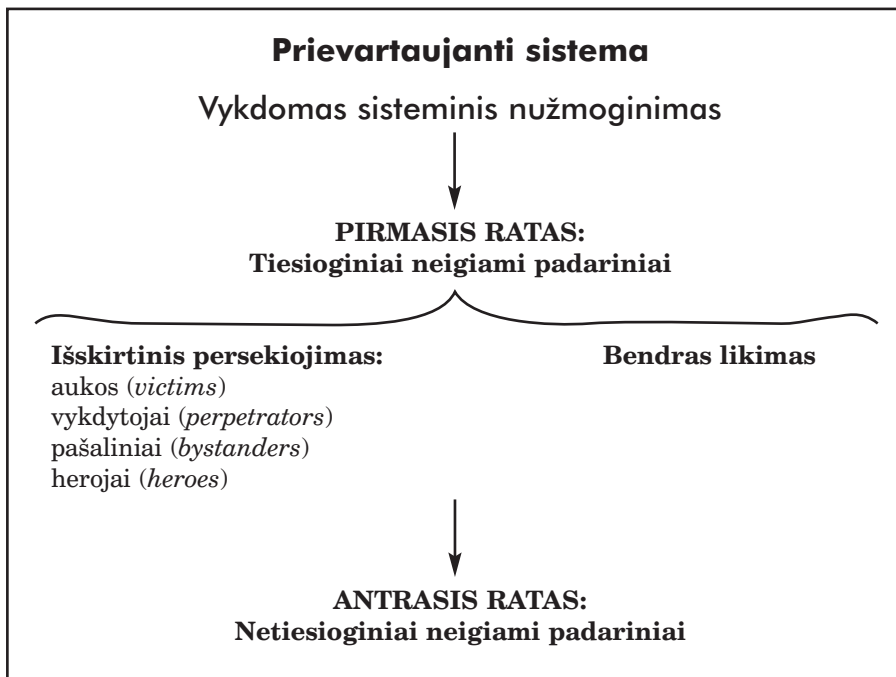 Prievartaujanti sistema
Vykdomas sisteminis nužmoginimas
PIRMASIS RATAS:
Tiesioginiai neigiami padariniai
Išskirtinis persekiojimas:
aukos (victims)
vykdytojai (perpetrators)
pašaliniai (bystanders)
herojai (heroes)
Bendras likimas
ANTRASIS RATAS:
Netiesioginiai neigiami padariniai